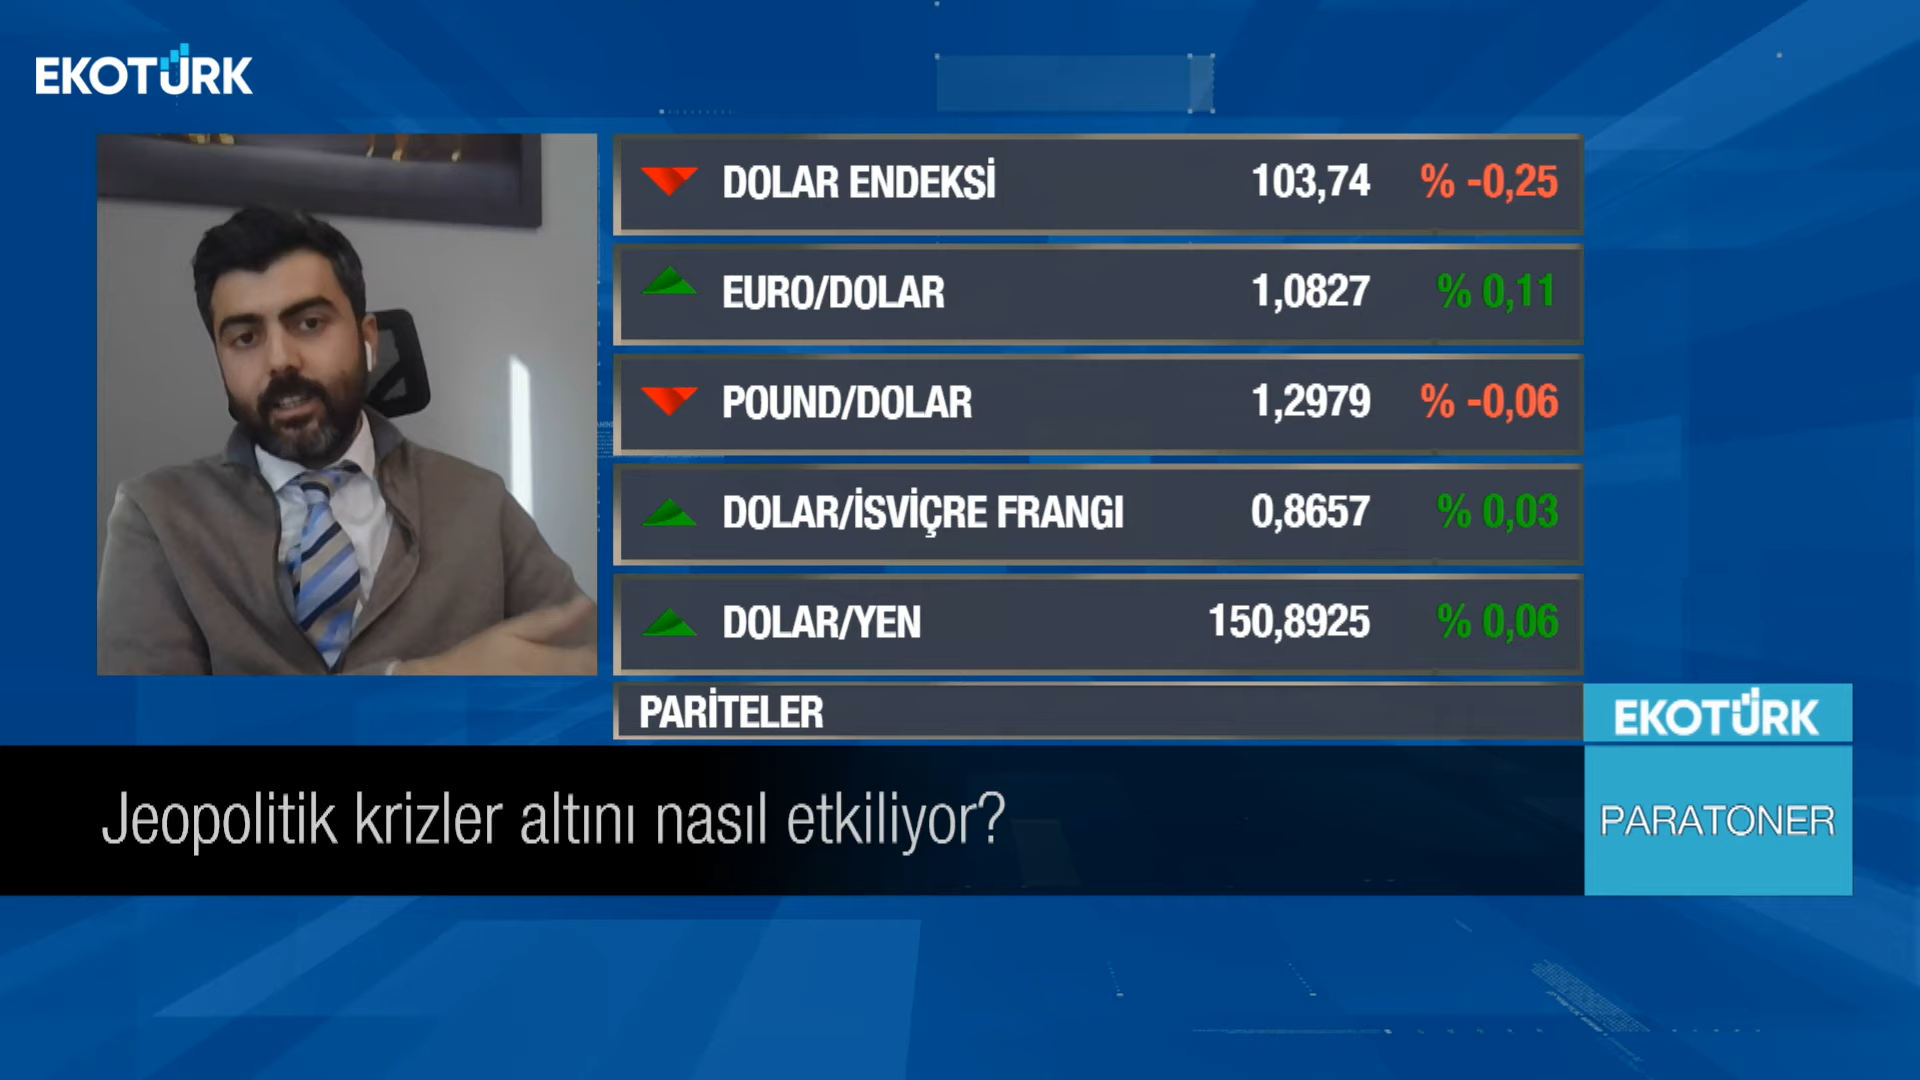 EKOTÜRK
DOLAR ENDEKSİ 103,74 % -0,25
EURO/DOLAR 1,0827 % 0,11
POUND/DOLAR 1,2979 % -0,06
DOLAR/İSVİÇRE FRANGI 0,8657 % 0,03
DOLAR/YEN 150,8925 % 0,06
PARİTELER
EKOTÜRK
Jeopolitik krizler altını nasıl etkiliyor?
PARATONER